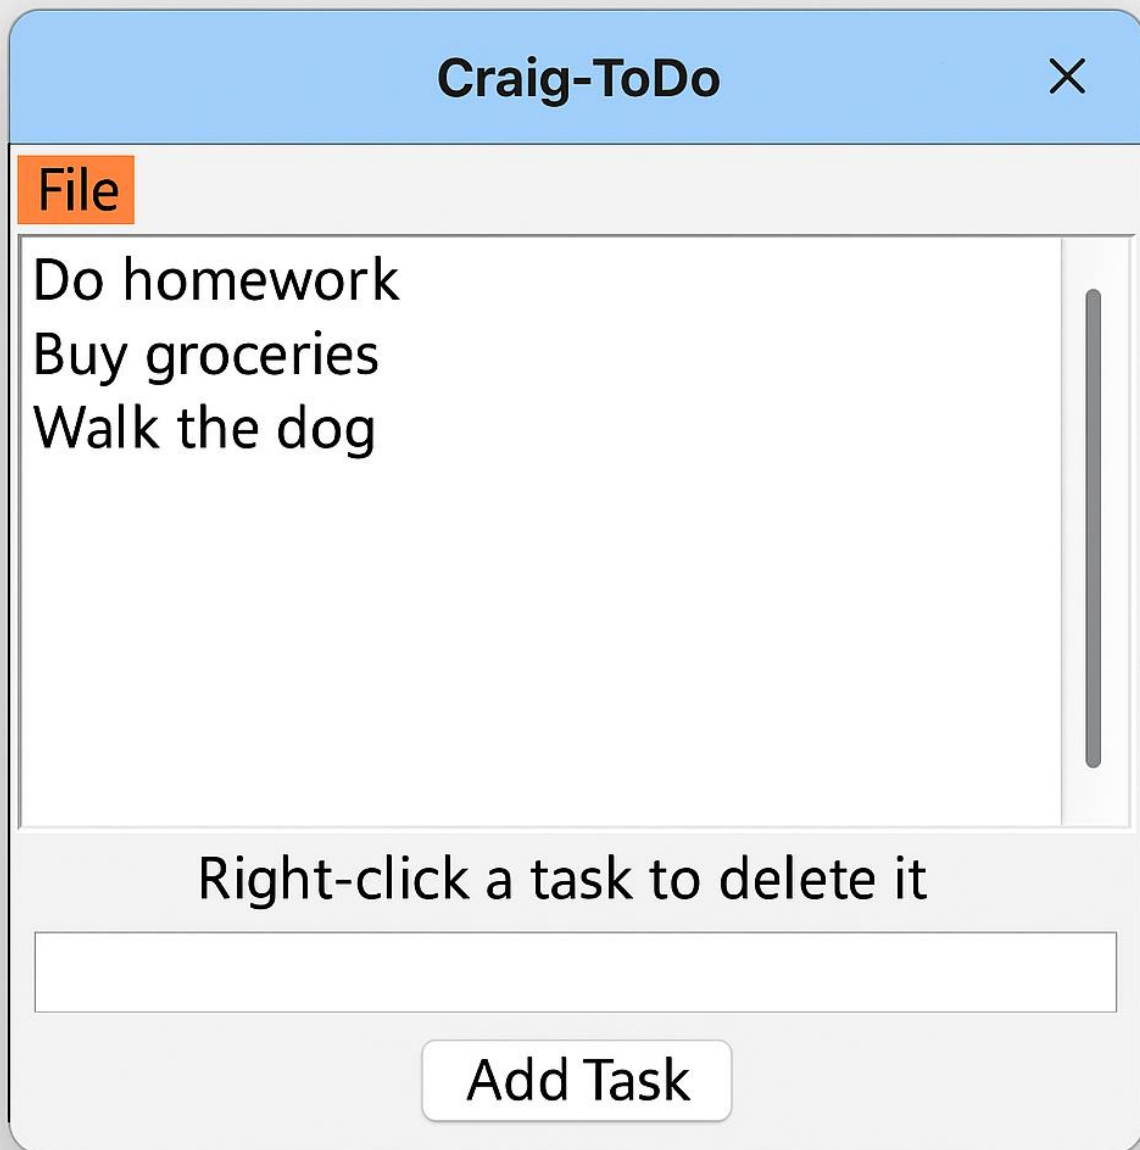 Craig-ToDo
File
Do homework
Buy groceries
Walk the dog
Right-click a task to delete it
Add Task